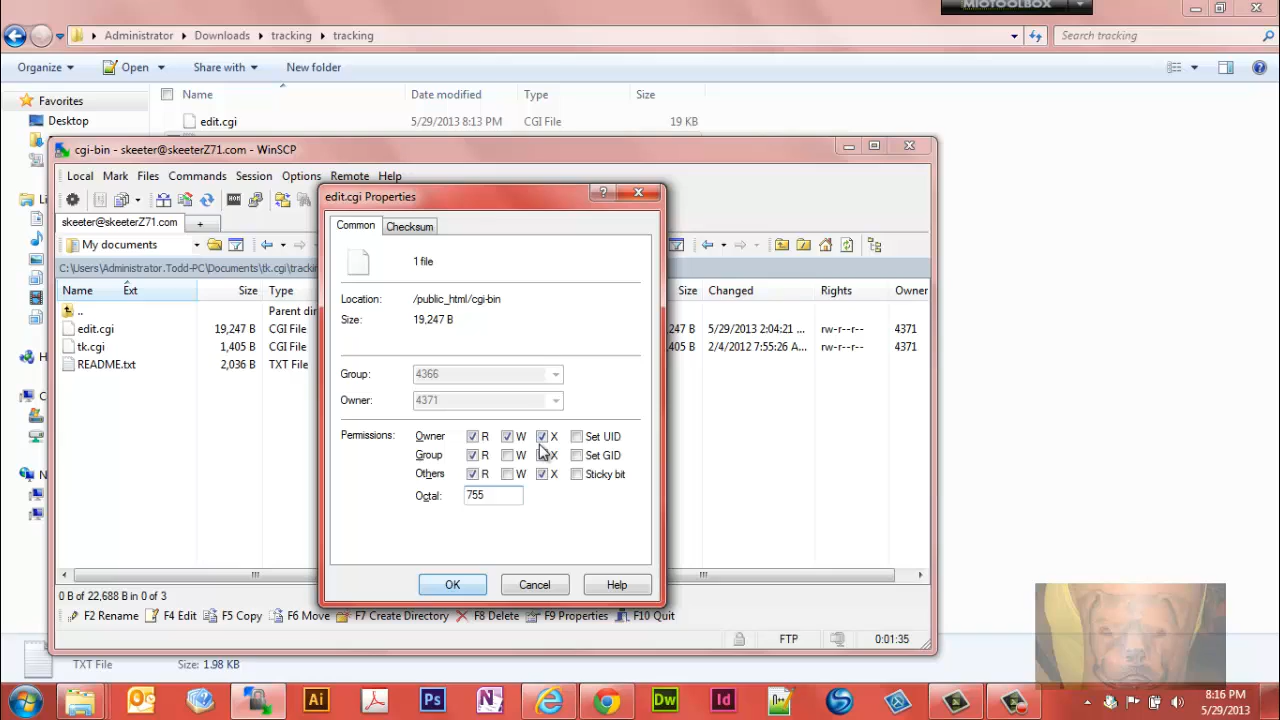 MIOTOOLBOX
Administrator Downloads tracking tracking Search tracking
Organize Open Share with New folder
Favorites Name Date modified Type Size
Desktop edit.cgi 5/29/2013 8:13 PM CGI File 19 KB
cgi-bin - skeeter@skeeterZ71.com - WinSCP
Local Mark Files Commands Session Options Remote Help
edit.cgi Properties
skeeter@skeeterZ71.com
Common Checksum
My documents
1 file
C:\Users\Administrator.Todd-PC\Documents\tk.cgi\trackin
Name Ext Size Type Size Changed Rights Owner
Location: /public_html/cgi-bin
.. Parent dir
Size: 19,247 B
edit.cgi 19,247 B CGI File 247 B 5/29/2013 2:04:21 ... rw-r--r-- 4371
tk.cgi 1,405 B CGI File 405 B 2/4/2012 7:55:26 A... rw-r--r-- 4371
README.txt 2,036 B TXT File
Group: 4366
Owner: 4371
Permissions: Owner R W X Set UID
Group R W X Set GID
Others R W X Sticky bit
Octal: 755
OK Cancel Help
0 B of 22,688 B in 0 of 3
F2 Rename F4 Edit F5 Copy F6 Move F7 Create Directory F8 Delete F9 Properties F10 Quit
FTP 0:01:35
TXT File Size: 1.98 KB
Ai Ps Dw Id
8:16 PM
5/29/2013